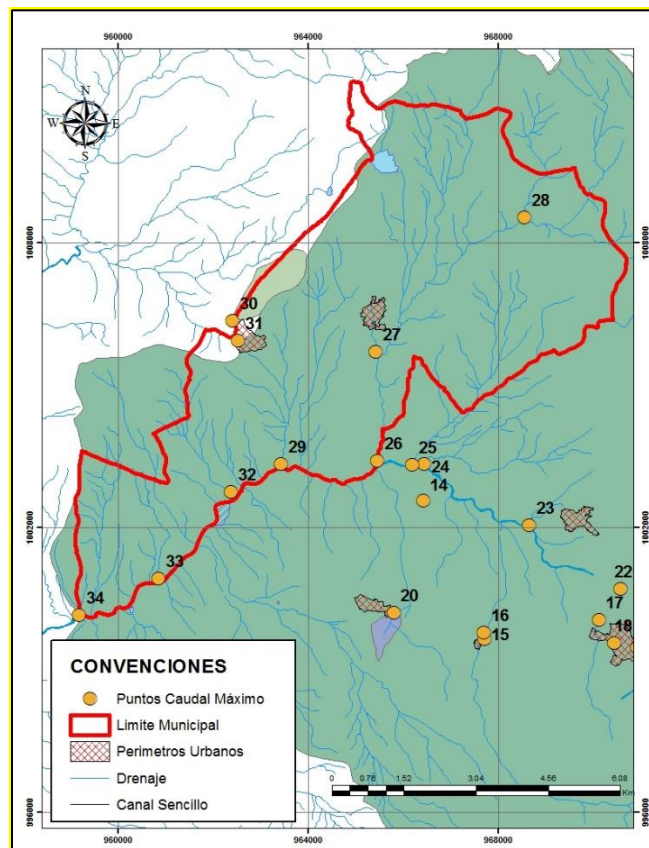 960000 964000 968000
N
W E
S
1008000 1008000
28
30
31
27
29
26
25
24
32
14
23
1002000 1002000
33
22
34
20
16
15
17
18
CONVENCIONES
Puntos Caudal Máximo
Limite Municipal
Perimetros Urbanos
Drenaje
Canal Sencillo
0 0.76 1.52 3.04 4.56 6.08
Km
996000 996000
960000 964000 968000